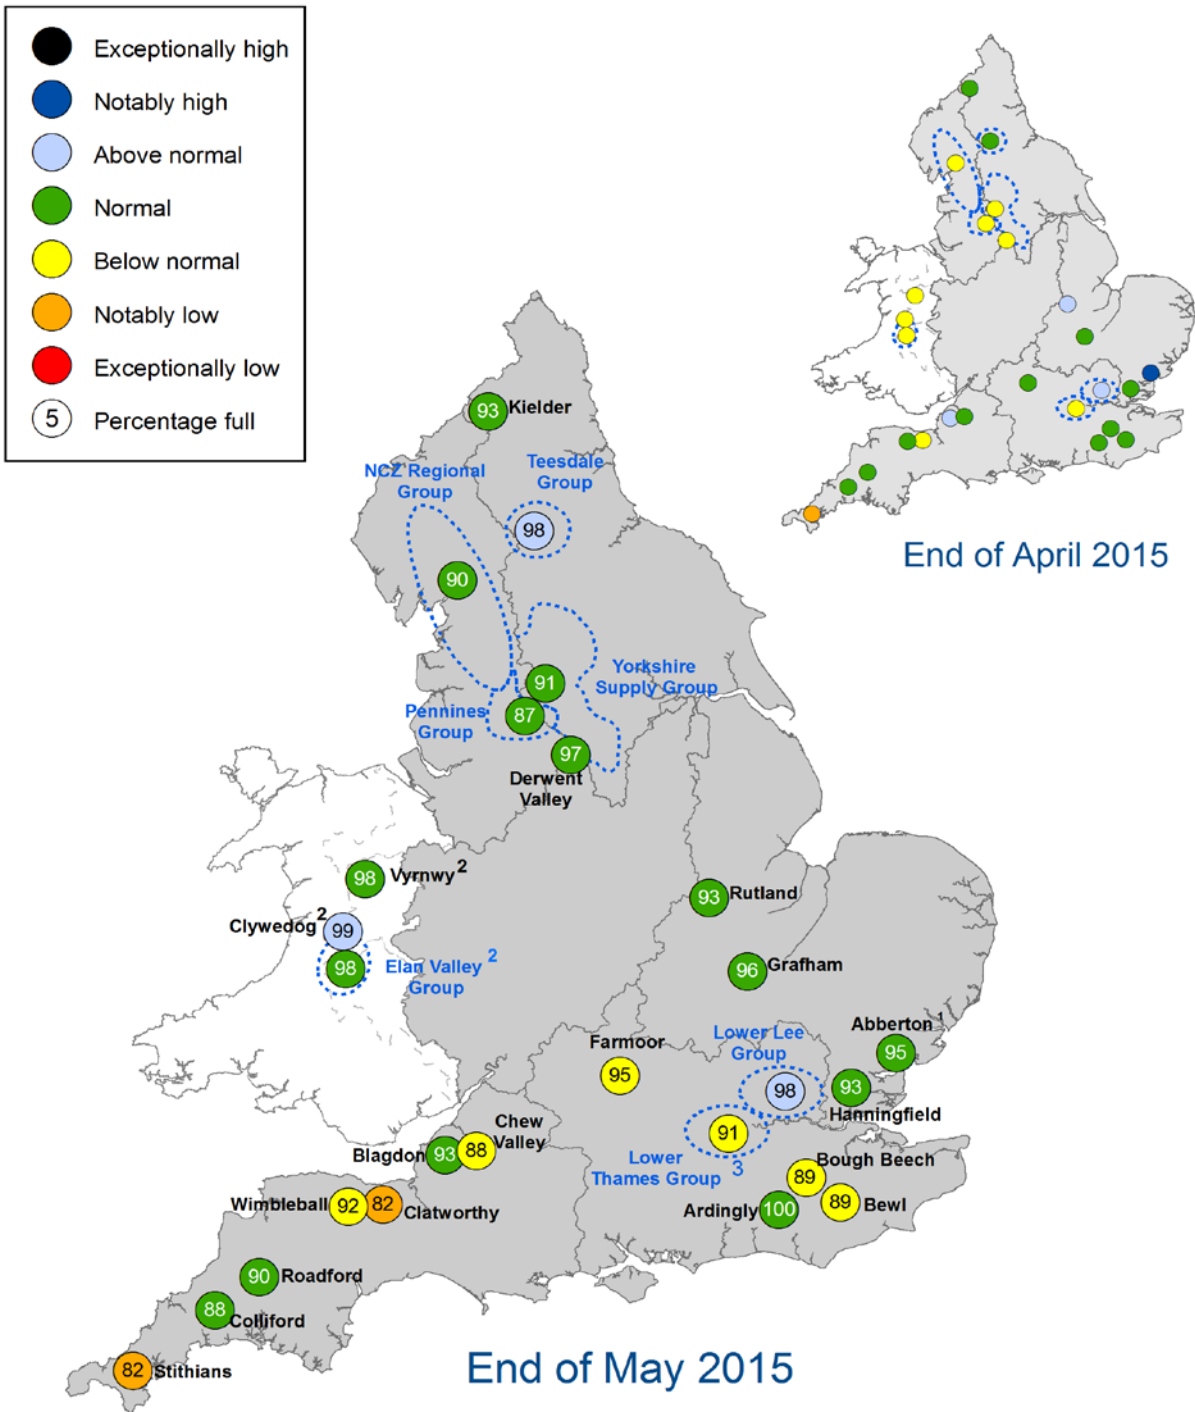 Exceptionally high
Notably high
Above normal
Normal
Below normal
Notably low
Exceptionally low
5 Percentage full
End of April 2015
93 Kielder
NCZ Regional
Group
Teesdale
Group
98
90
Yorkshire
Supply Group
91
Pennines
Group
87
97
Derwent
Valley
98 Vyrnwy 2
Clywedog 2
99
98
Elan Valley 2
Group
93 Rutland
96 Grafham
Abberton 1
95
Farmoor
95
Lower Lee
Group
98
93
Hanningfield
Chew
Valley
Blagdon 93 88
91
Lower
Thames Group 3
Bough Beech
89
Wimbleball 92 82 Clatworthy
Ardingly 100
89 Bewl
90 Roadford
88
Colliford
82 Stithians
End of May 2015